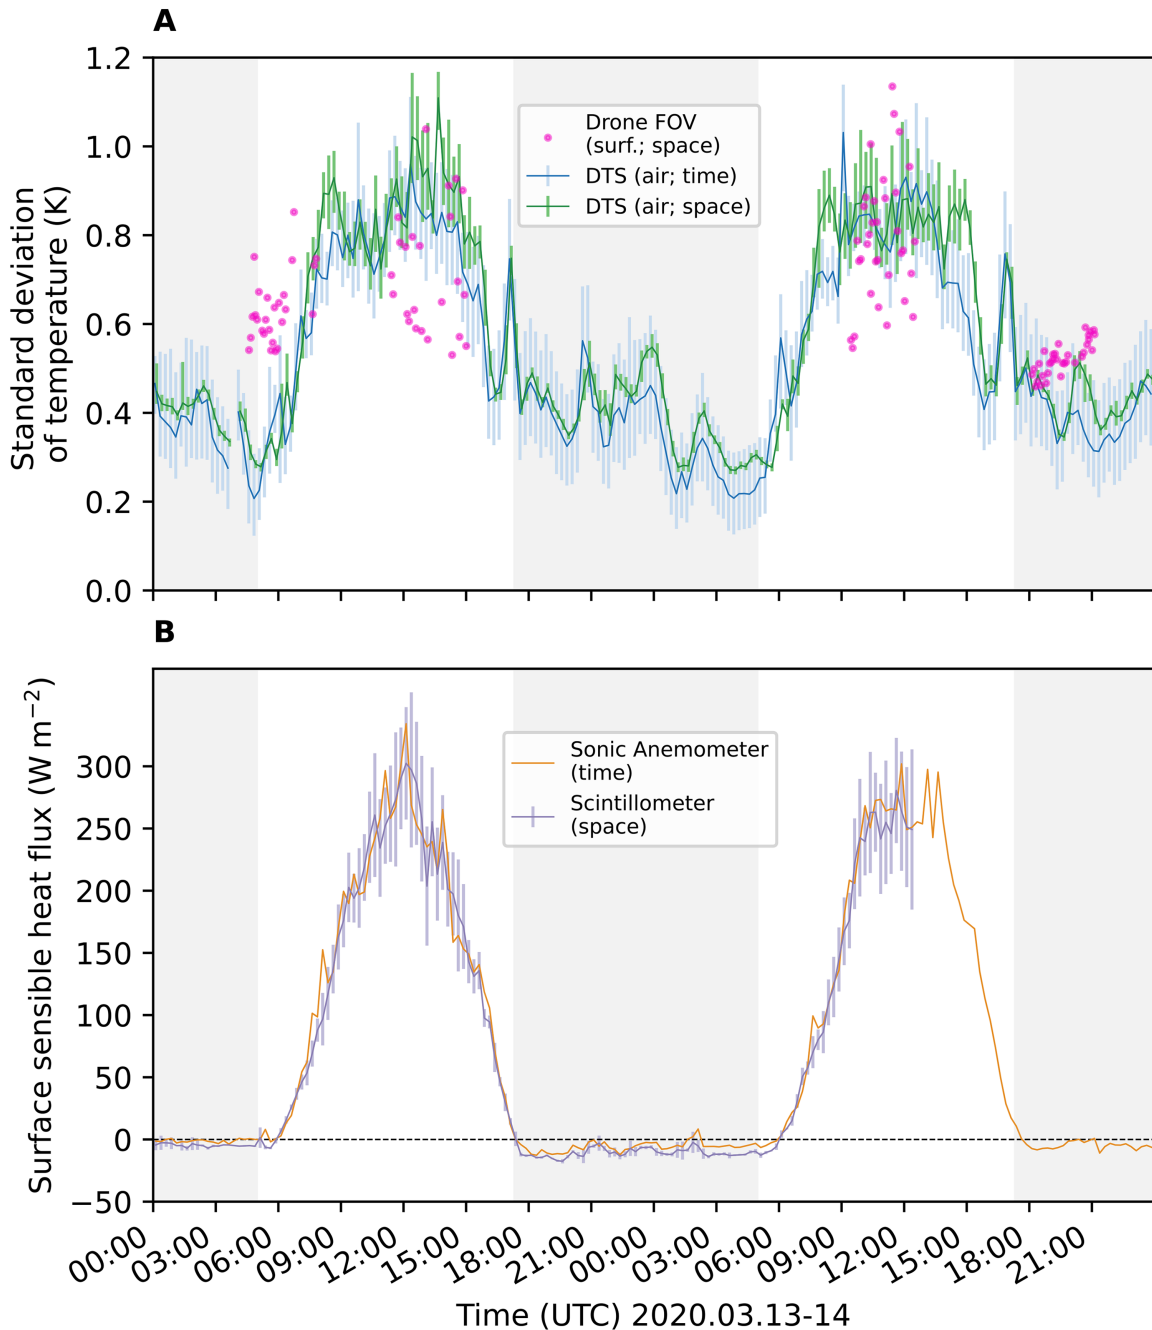 A
1.2
1.0
0.8
0.6
0.4
0.2
0.0
Standard deviation
of temperature (K)
Drone FOV
(surf.; space)
DTS (air; time)
DTS (air; space)
B
300
250
200
150
100
50
0
−50
Surface sensible heat flux (W m⁻²)
Sonic Anemometer
(time)
Scintillometer
(space)
00:00 03:00 06:00 09:00 12:00 15:00 18:00 21:00 00:00 03:00 06:00 09:00 12:00 15:00 18:00 21:00
Time (UTC) 2020.03.13-14